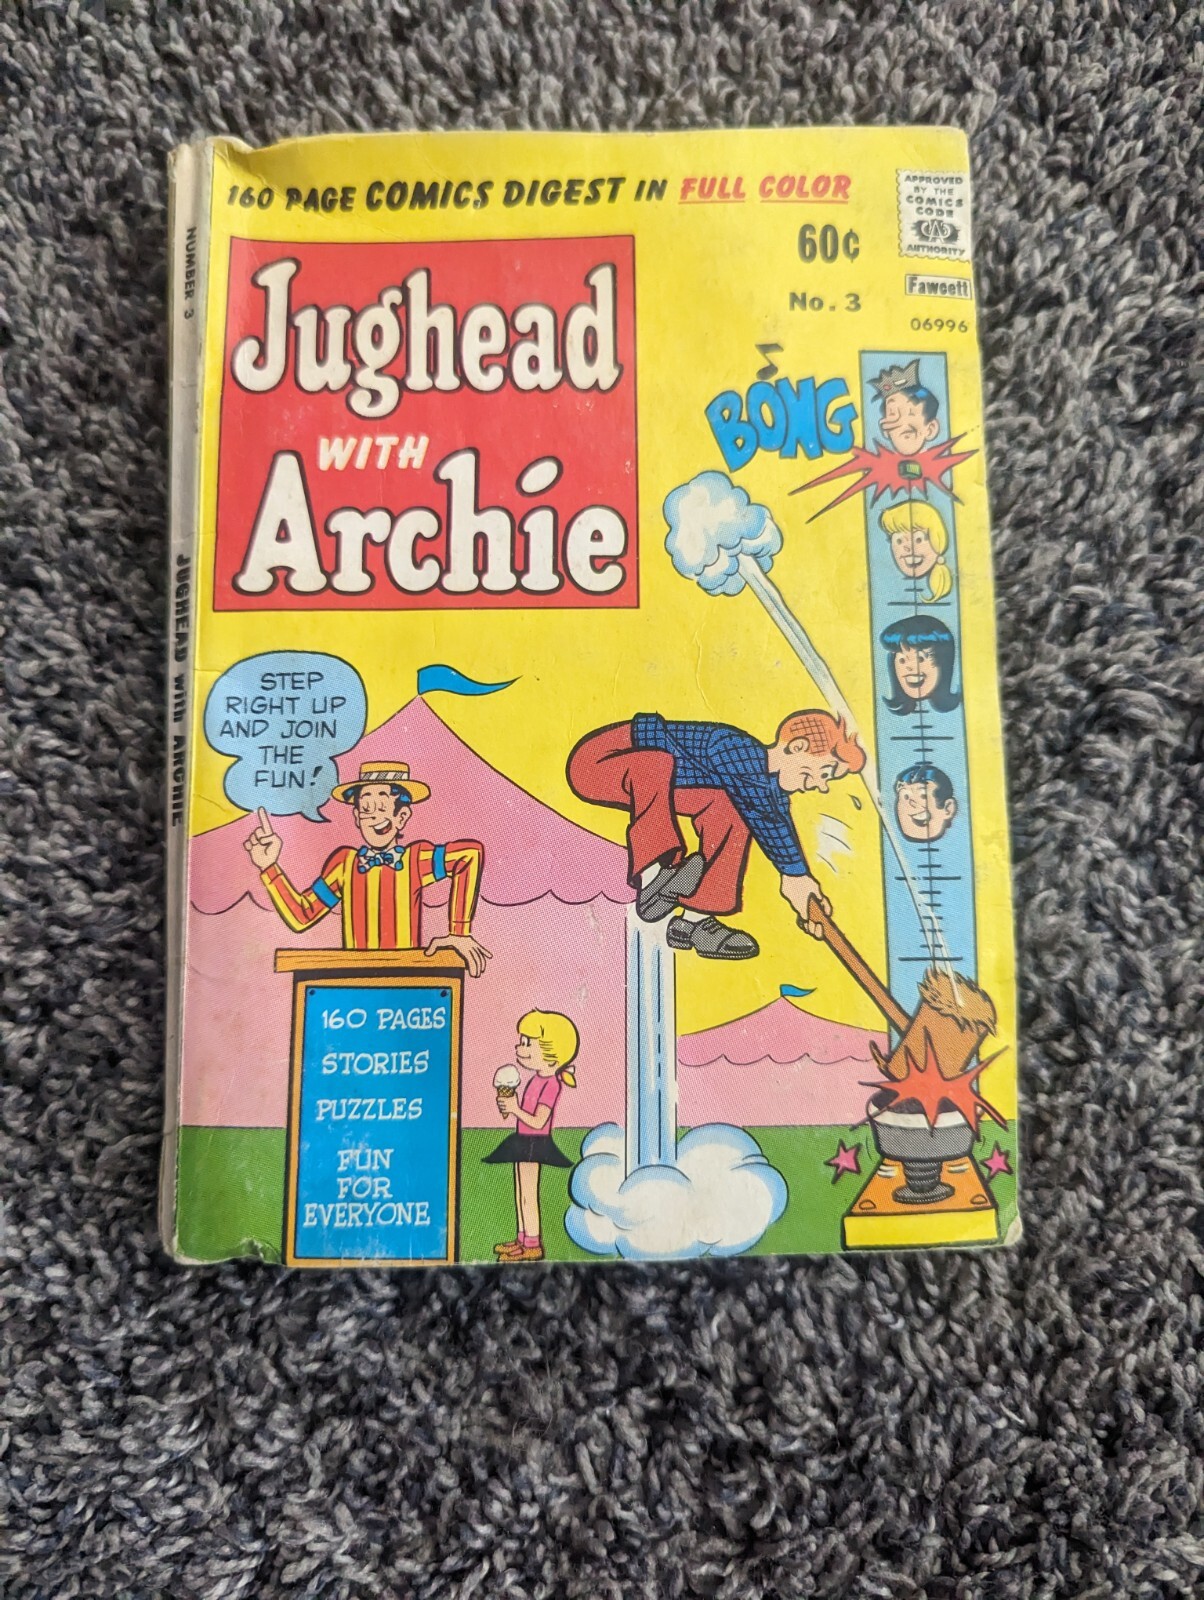 160 PAGE COMICS DIGEST IN FULL COLOR
APPROVED
BY THE
COMICS
CODE
CA
AUTHORITY
60¢
No. 3
Fawcett
06996
Jughead
WITH
Archie
BONG
STEP
RIGHT UP
AND JOIN
THE
FUN!
160 PAGES
STORIES
PUZZLES
FUN
FOR
EVERYONE
NUMBER 3
JUGHEAD with ARCHIE